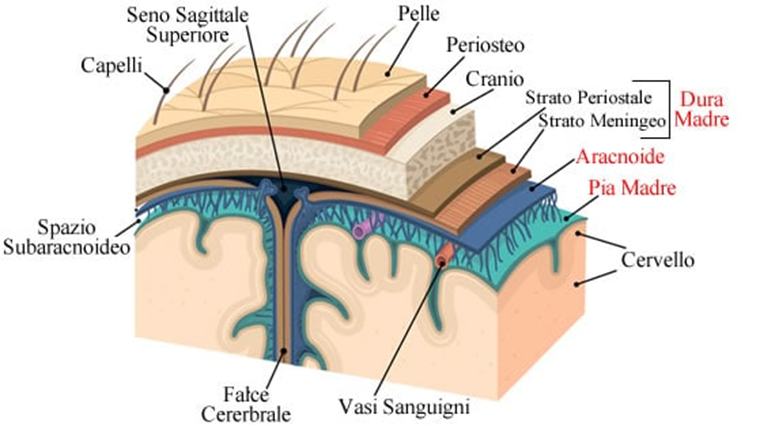 Seno Sagittale
Superiore
Pelle
Capelli
Periosteo
Cranio
Strato Periostale
Strato Meningeo
Dura
Madre
Aracnoide
Pia Madre
Spazio
Subaracnoideo
Cervello
Falce
Cererbrale
Vasi Sanguigni